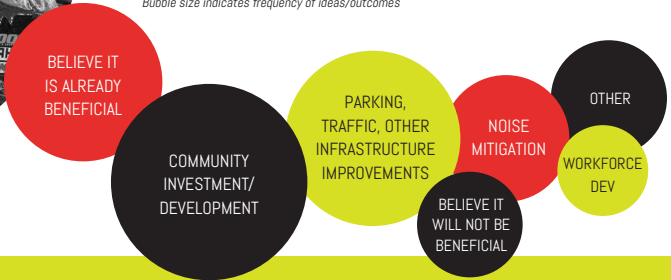 Bubble size indicates frequency of ideas/outcomes
BELIEVE IT
IS ALREADY
BENEFICIAL
COMMUNITY
INVESTMENT/
DEVELOPMENT
PARKING,
TRAFFIC, OTHER
INFRASTRUCTURE
IMPROVEMENTS
NOISE
MITIGATION
BELIEVE IT
WILL NOT BE
BENEFICIAL
OTHER
WORKFORCE
DEV